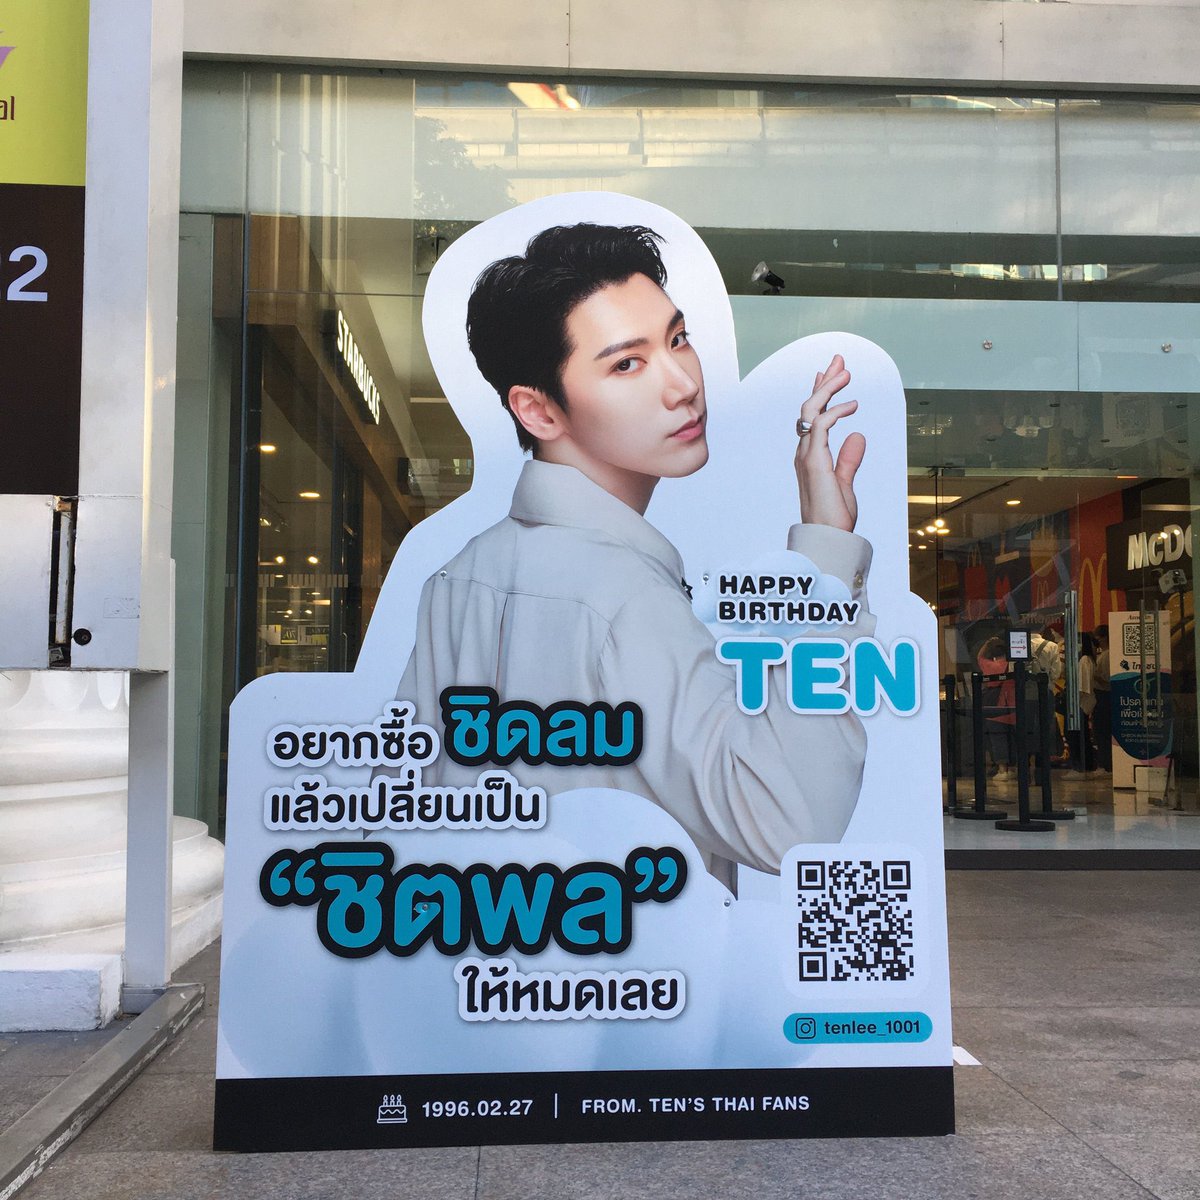 al
2
STARBUCKS
McD
HAPPY
BIRTHDAY
TEN
อยากซื้อ ชิดลม
แล้วเปลี่ยนเป็น
“ชิตพล”
ให้หมดเลย
tenlee_1001
1996.02.27 | FROM. TEN'S THAI FANS